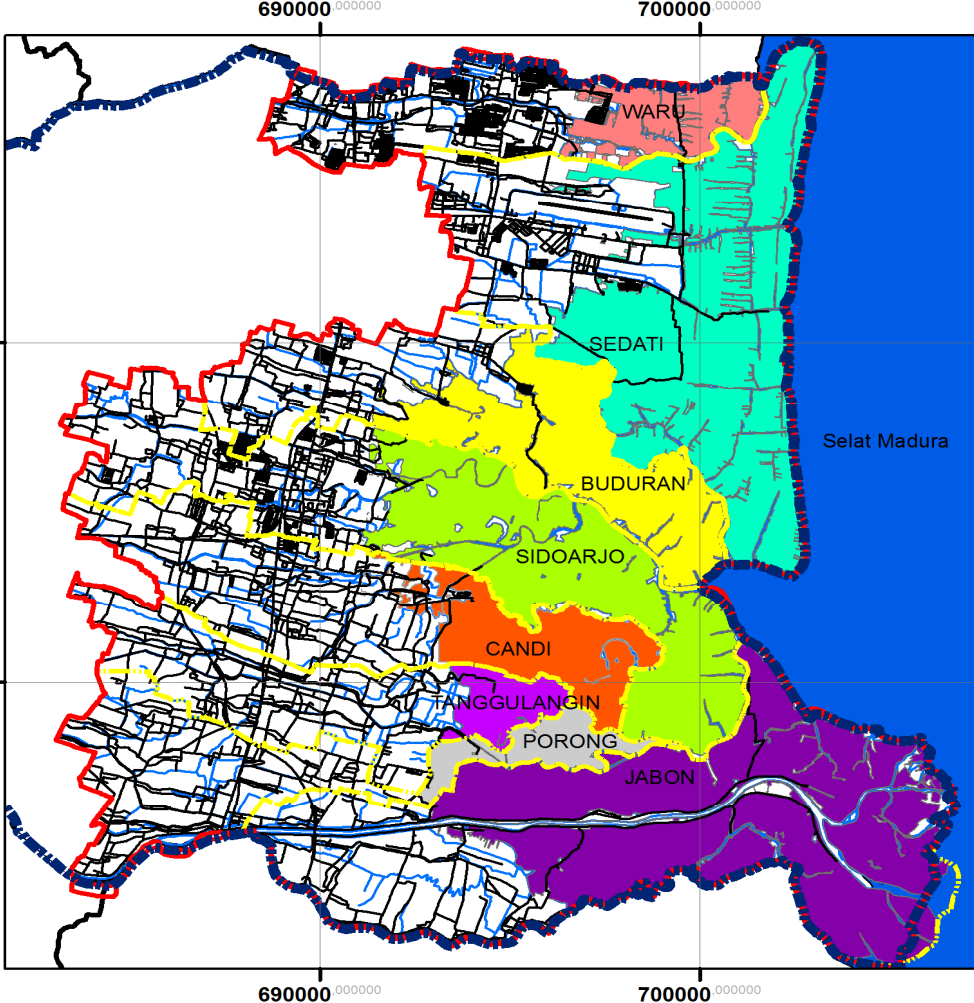 690000.000000 700000.000000
WARU
SEDATI
Selat Madura
BUDURAN
SIDOARJO
CANDI
TANGGULANGIN
PORONG
JABON
690000.000000 700000.000000